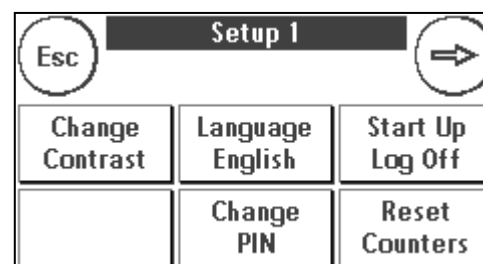 Esc
Setup 1
Change
Contrast
Language
English
Start Up
Log Off
Change
PIN
Reset
Counters